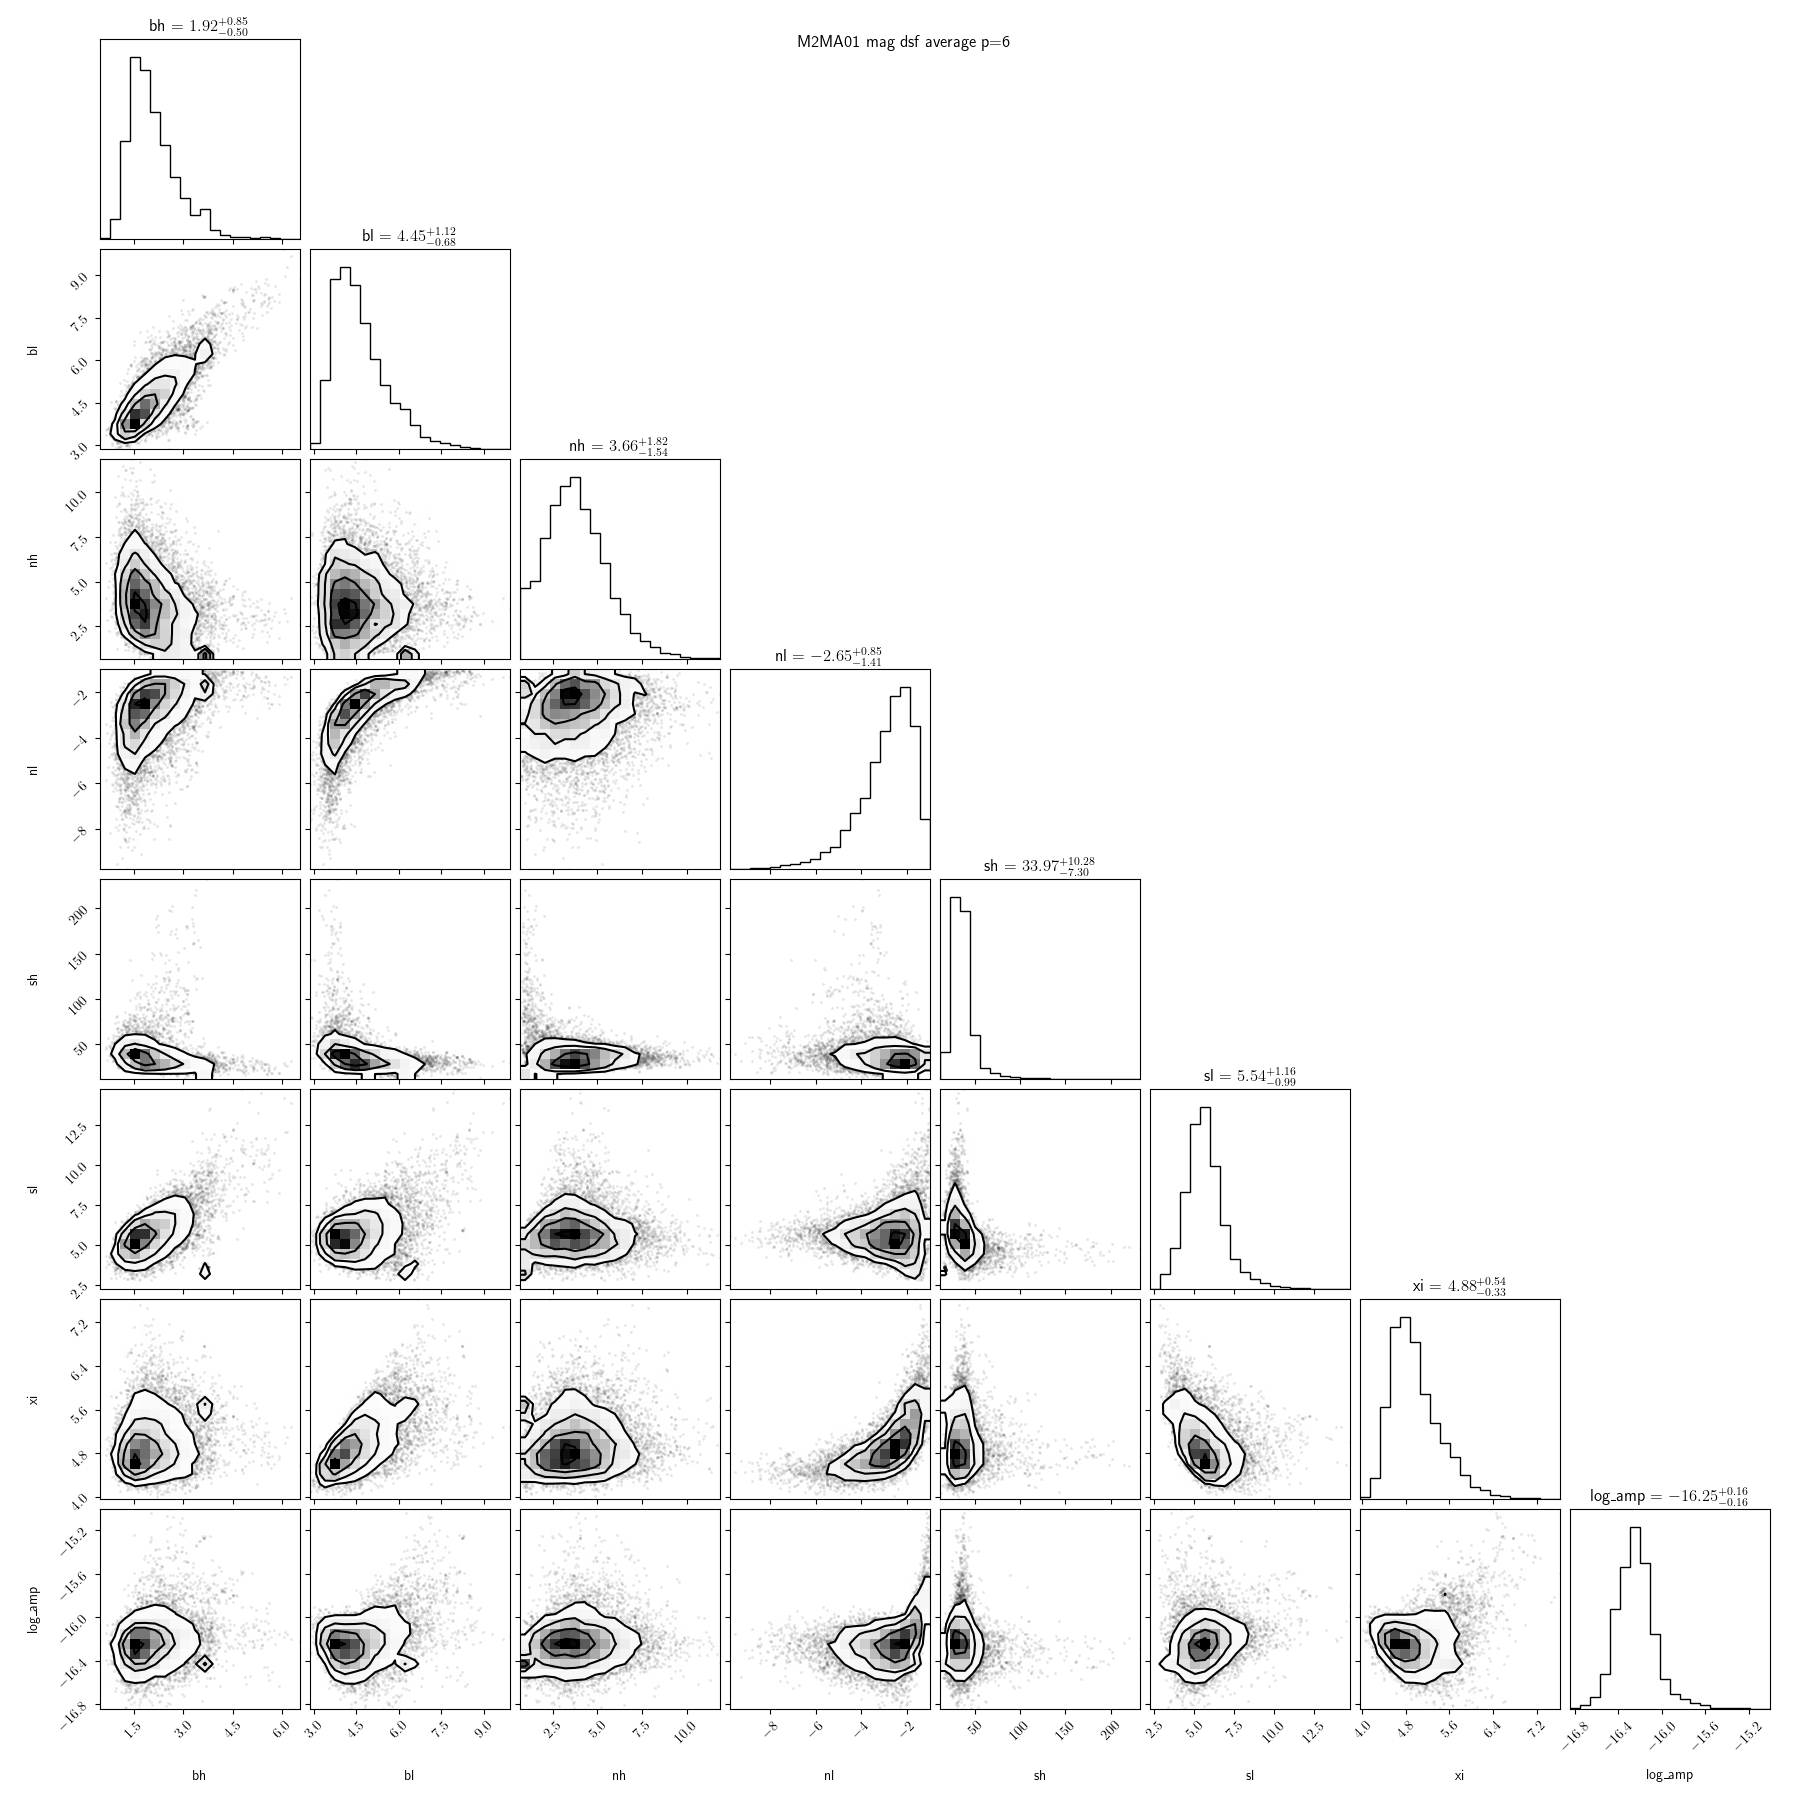 bh = 1.92+0.85−0.50
M2MA01 mag dsf average p=6
bl = 4.45+1.12−0.68
9.0
7.5
6.0
4.5
3.0
bl
nh = 3.66+1.82−1.54
10.0
7.5
5.0
2.5
nh
nl = −2.65+0.85−1.41
−2
−4
−6
−8
nl
sh = 33.97+10.28−7.30
200
150
100
50
sh
sl = 5.54+1.16−0.99
12.5
10.0
7.5
5.0
2.5
sl
xi = 4.88+0.54−0.33
7.2
6.4
5.6
4.8
4.0
xi
log_amp = −16.25+0.16−0.16
−15.2
−15.6
−16.0
−16.4
−16.8
log_amp
1.5 3.0 4.5 6.0 3.0 4.5 6.0 7.5 9.0 2.5 5.0 7.5 10.0 −8 −6 −4 −2 50 100 150 200 2.5 5.0 7.5 10.0 12.5 4.0 4.8 5.6 6.4 7.2 −16.8 −16.4 −16.0 −15.6 −15.2
bh bl nh nl sh sl xi log_amp